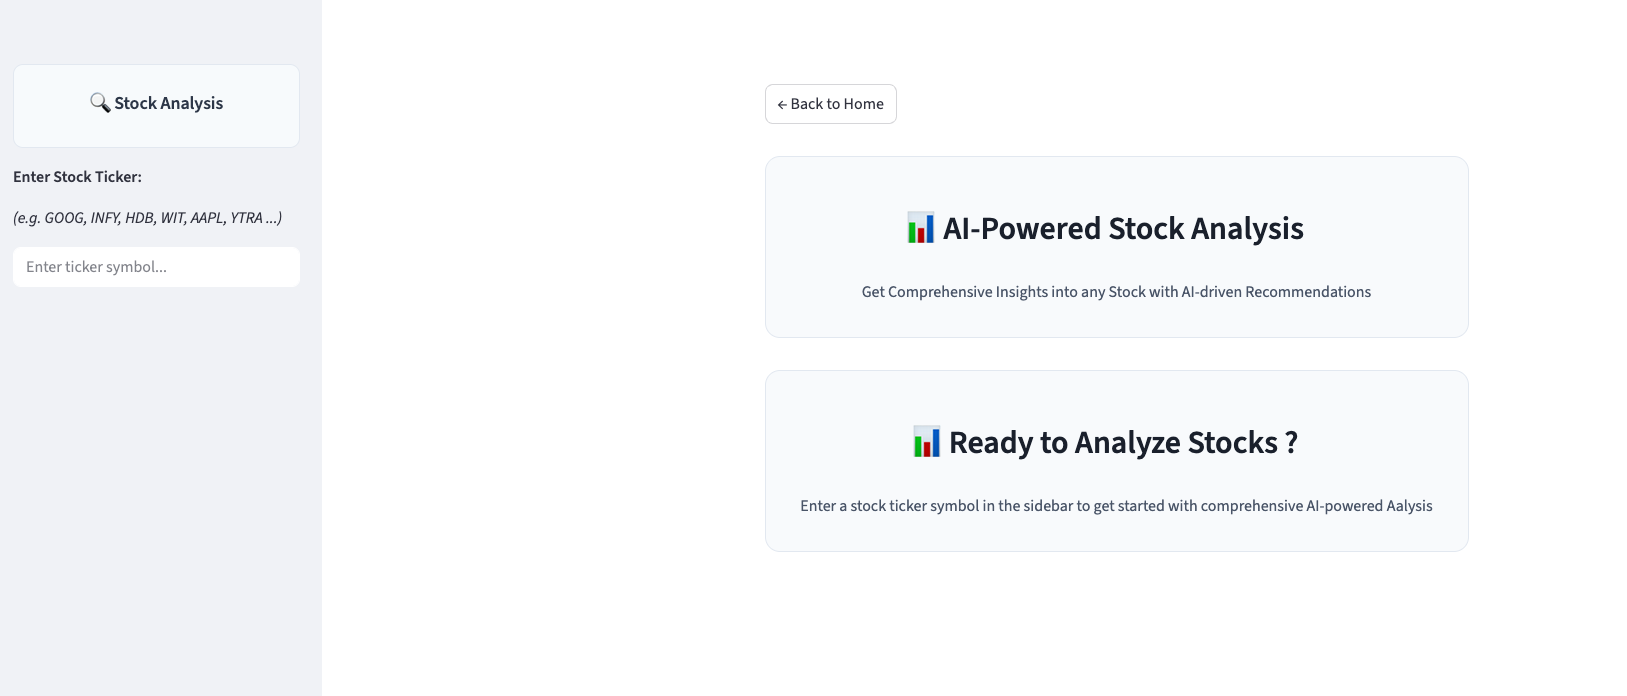 🔍 Stock Analysis
Enter Stock Ticker:
(e.g. GOOG, INFY, HDB, WIT, AAPL, YTRA ...)
Enter ticker symbol...
← Back to Home
📊 AI-Powered Stock Analysis
Get Comprehensive Insights into any Stock with AI-driven Recommendations
📊 Ready to Analyze Stocks ?
Enter a stock ticker symbol in the sidebar to get started with comprehensive AI-powered Aalysis